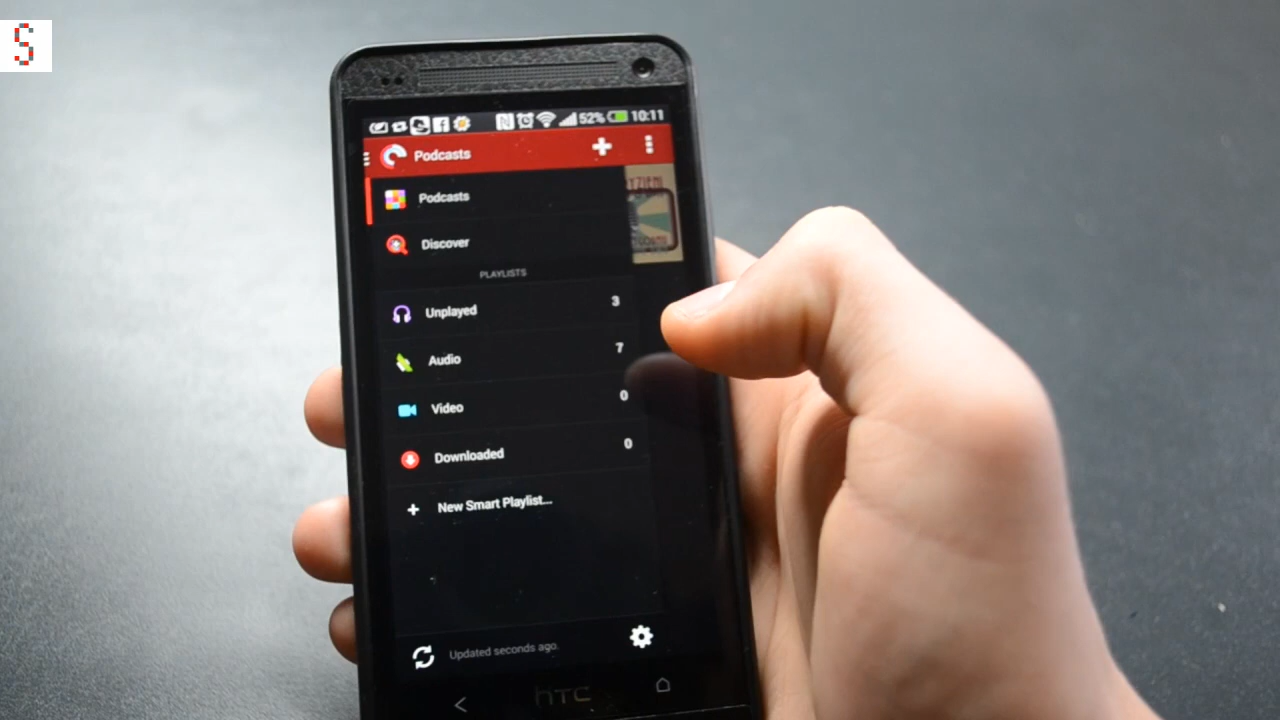 S
52% 10:11
Podcasts
Podcasts
Discover
PLAYLISTS
Unplayed 3
Audio 7
Video 0
Downloaded 0
New Smart Playlist...
Updated seconds ago.
hTC